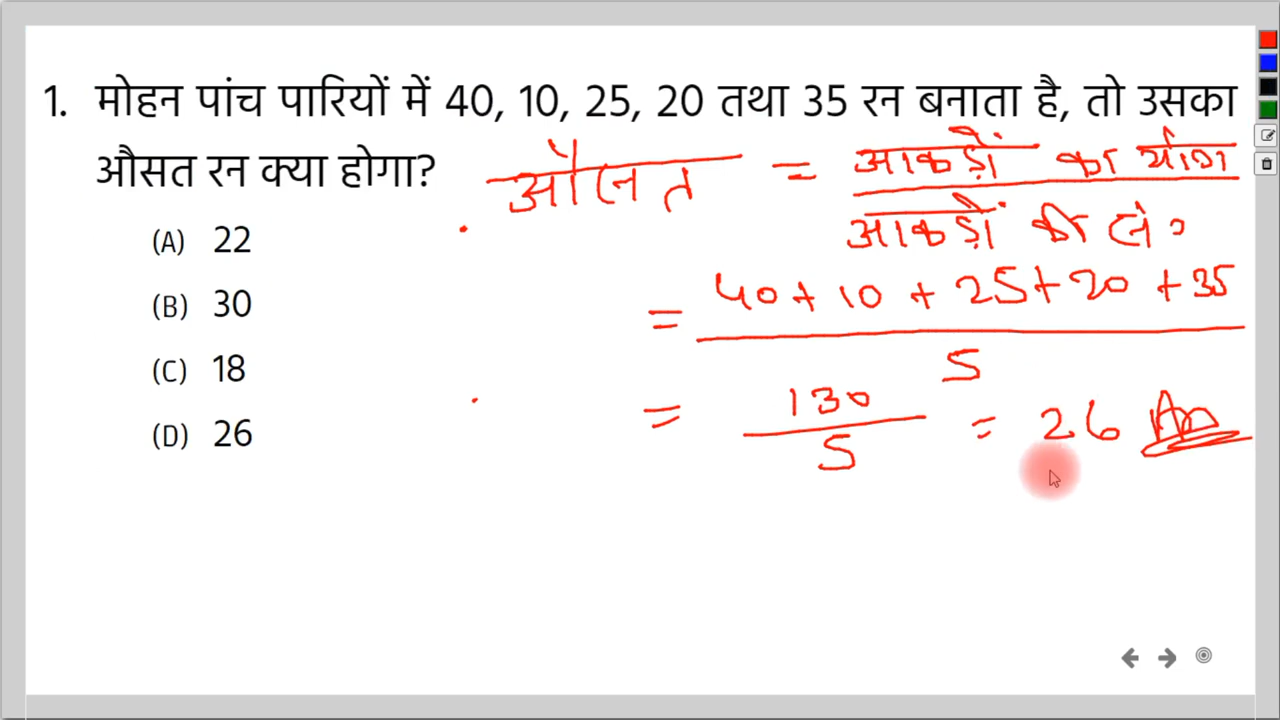 1. मोहन पांच पारियों में 40, 10, 25, 20 तथा 35 रन बनाता है, तो उसका
औसत रन क्या होगा?
औसत = आकड़ों का योग
आकड़ों की सं०
(A) 22
(B) 30
(C) 18
(D) 26
= 40 + 10 + 25 + 20 + 35
5
= 130
5
= 26 An